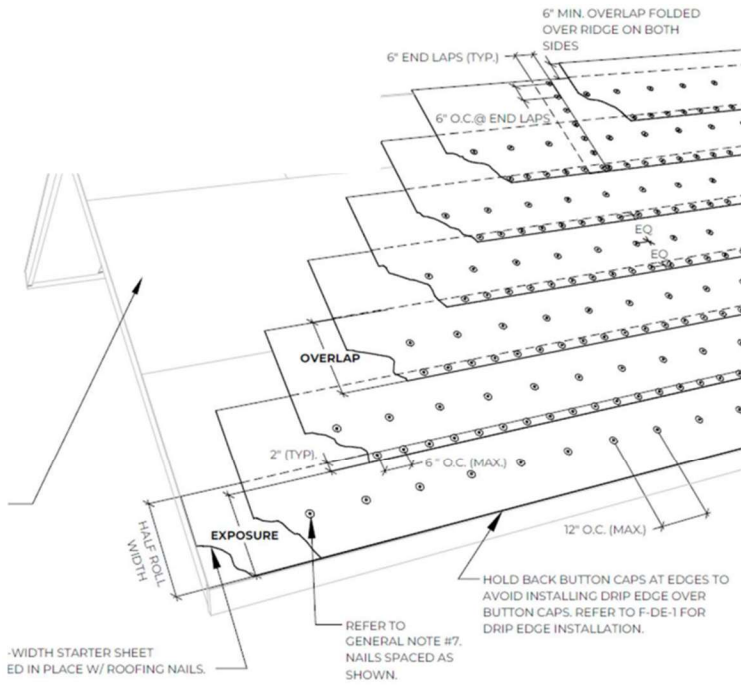 6" MIN. OVERLAP FOLDED
OVER RIDGE ON BOTH
SIDES
6" END LAPS (TYP.)
6" O.C.@ END LAPS
EQ
EQ
OVERLAP
2" (TYP).
6" O.C. (MAX.)
EXPOSURE
HALF ROLL
WIDTH
12" O.C. (MAX.)
HOLD BACK BUTTON CAPS AT EDGES TO
AVOID INSTALLING DRIP EDGE OVER
BUTTON CAPS. REFER TO F-DE-1 FOR
DRIP EDGE INSTALLATION.
REFER TO
GENERAL NOTE #7.
NAILS SPACED AS
SHOWN.
-WIDTH STARTER SHEET
ED IN PLACE W/ ROOFING NAILS.